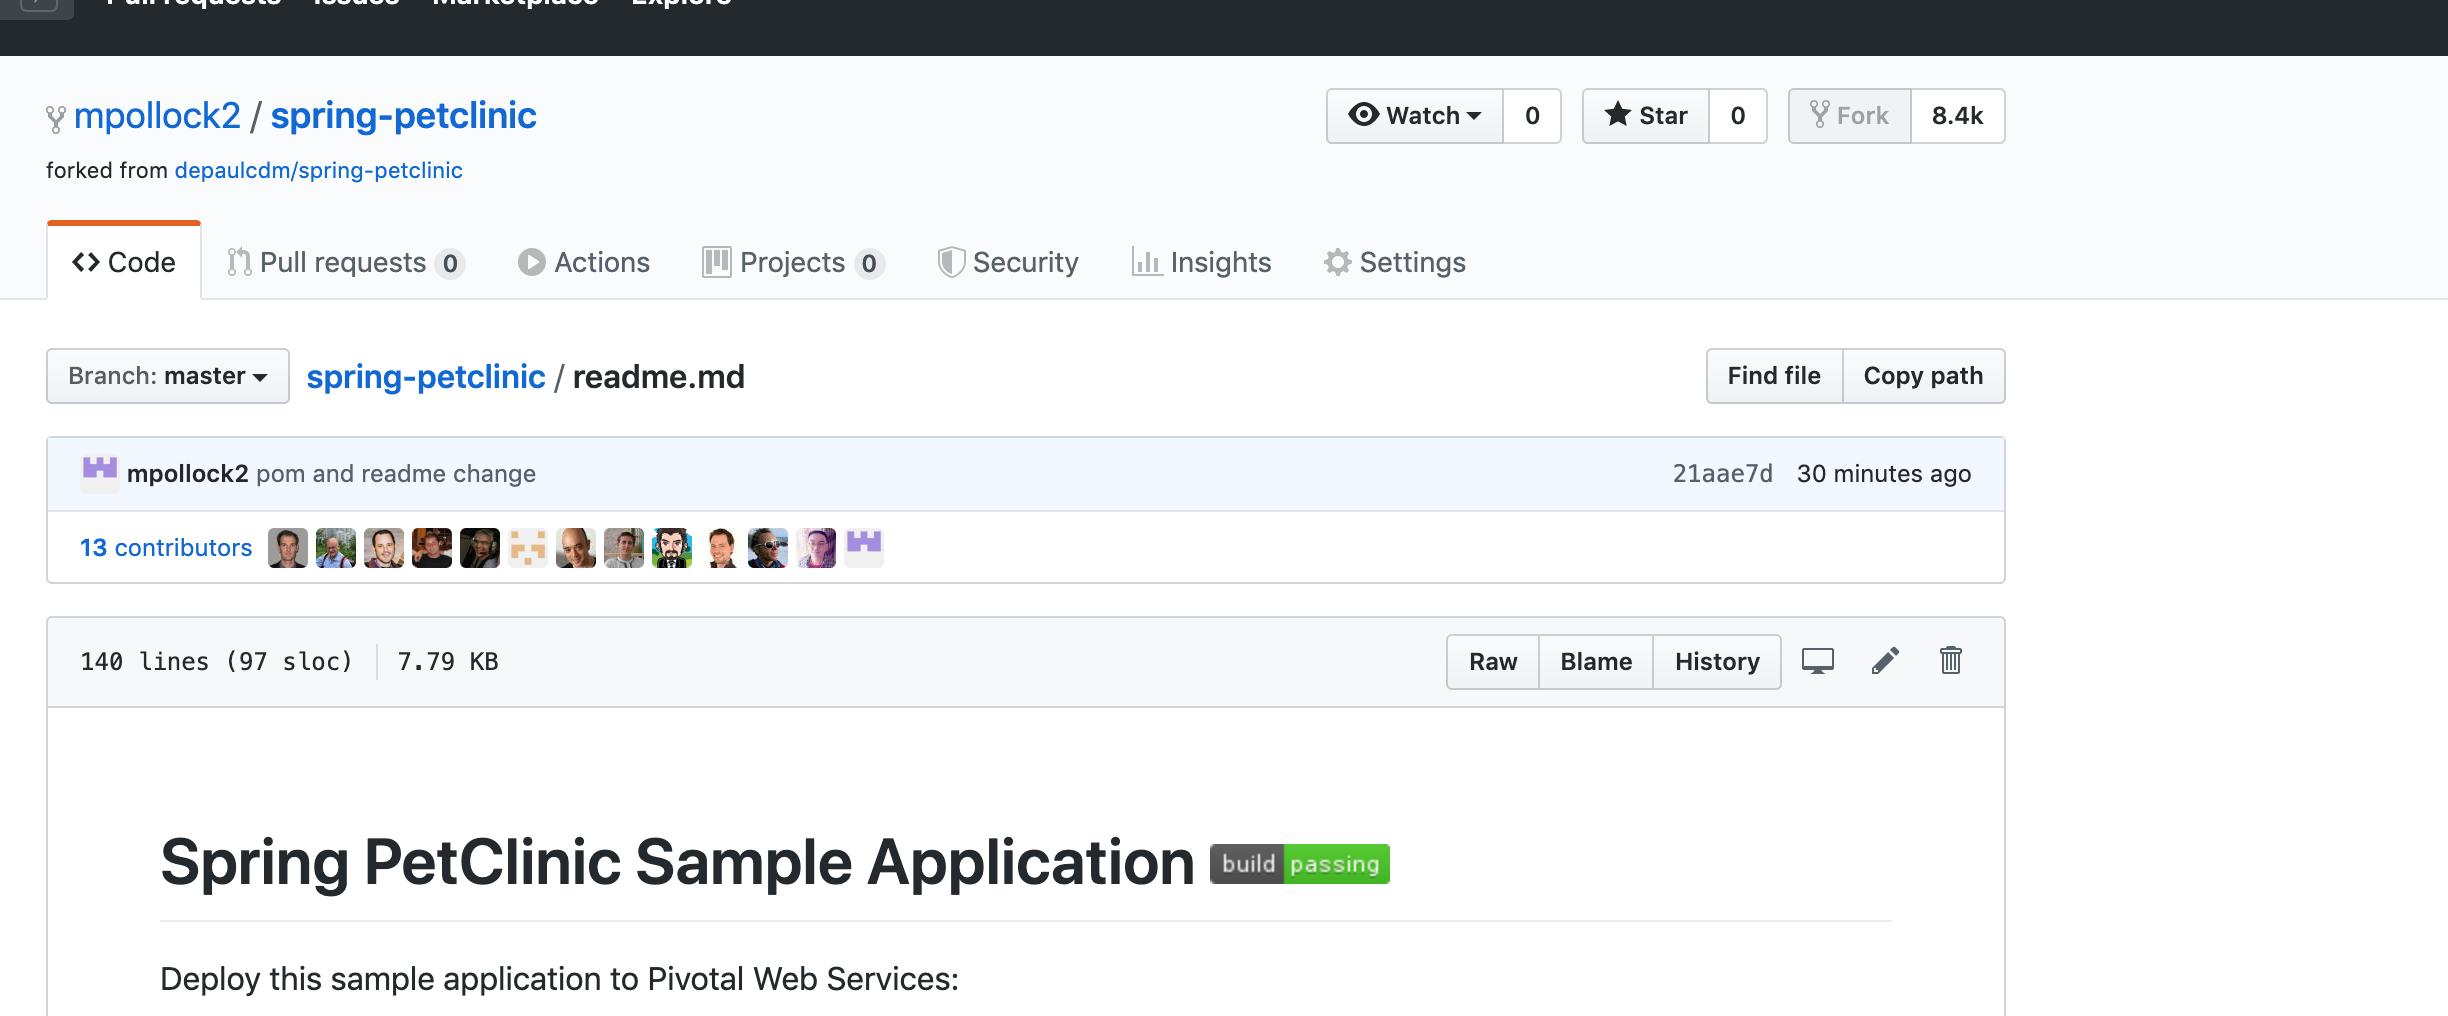 Pull requests Issues Marketplace Explore
mpollock2 / spring-petclinic
Watch 0 Star 0 Fork 8.4k
forked from depaulcdm/spring-petclinic
Code Pull requests 0 Actions Projects 0 Security Insights Settings
Branch: master spring-petclinic / readme.md Find file Copy path
mpollock2 pom and readme change 21aae7d 30 minutes ago
13 contributors
140 lines (97 sloc) 7.79 KB Raw Blame History
Spring PetClinic Sample Application build passing
Deploy this sample application to Pivotal Web Services: